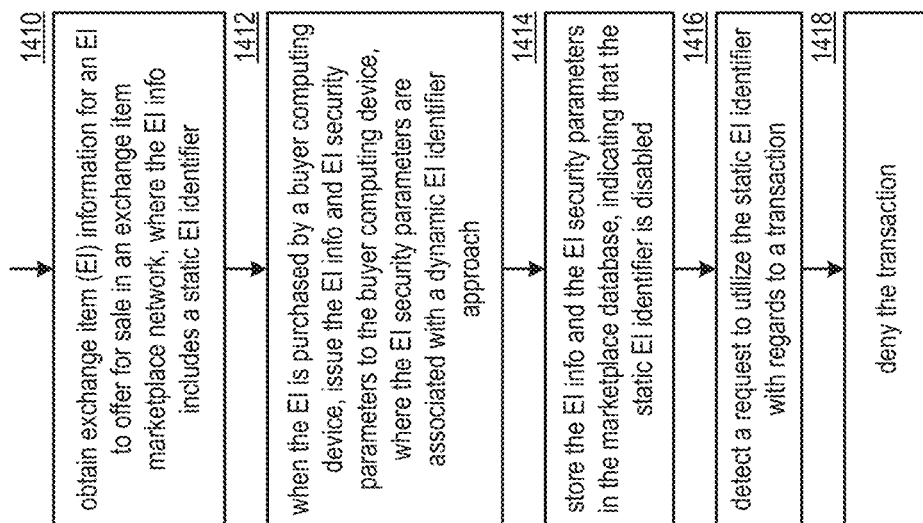 1410
obtain exchange item (EI) information for an EI
to offer for sale in an exchange item
marketplace network, where the EI info
includes a static EI identifier
1412
when the EI is purchased by a buyer computing
device, issue the EI info and EI security
parameters to the buyer computing device,
where the EI security parameters are
associated with a dynamic EI identifier
approach
1414
store the EI info and the EI security parameters
in the marketplace database, indicating that the
static EI identifier is disabled
1416
detect a request to utilize the static EI identifier
with regards to a transaction
1418
deny the transaction